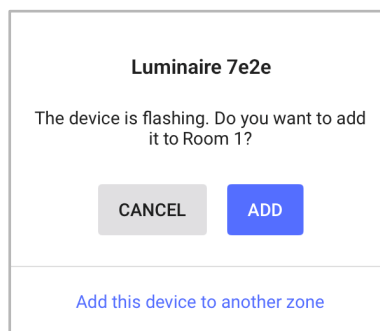 Luminaire 7e2e
The device is flashing. Do you want to add
it to Room 1?
CANCEL
ADD
Add this device to another zone